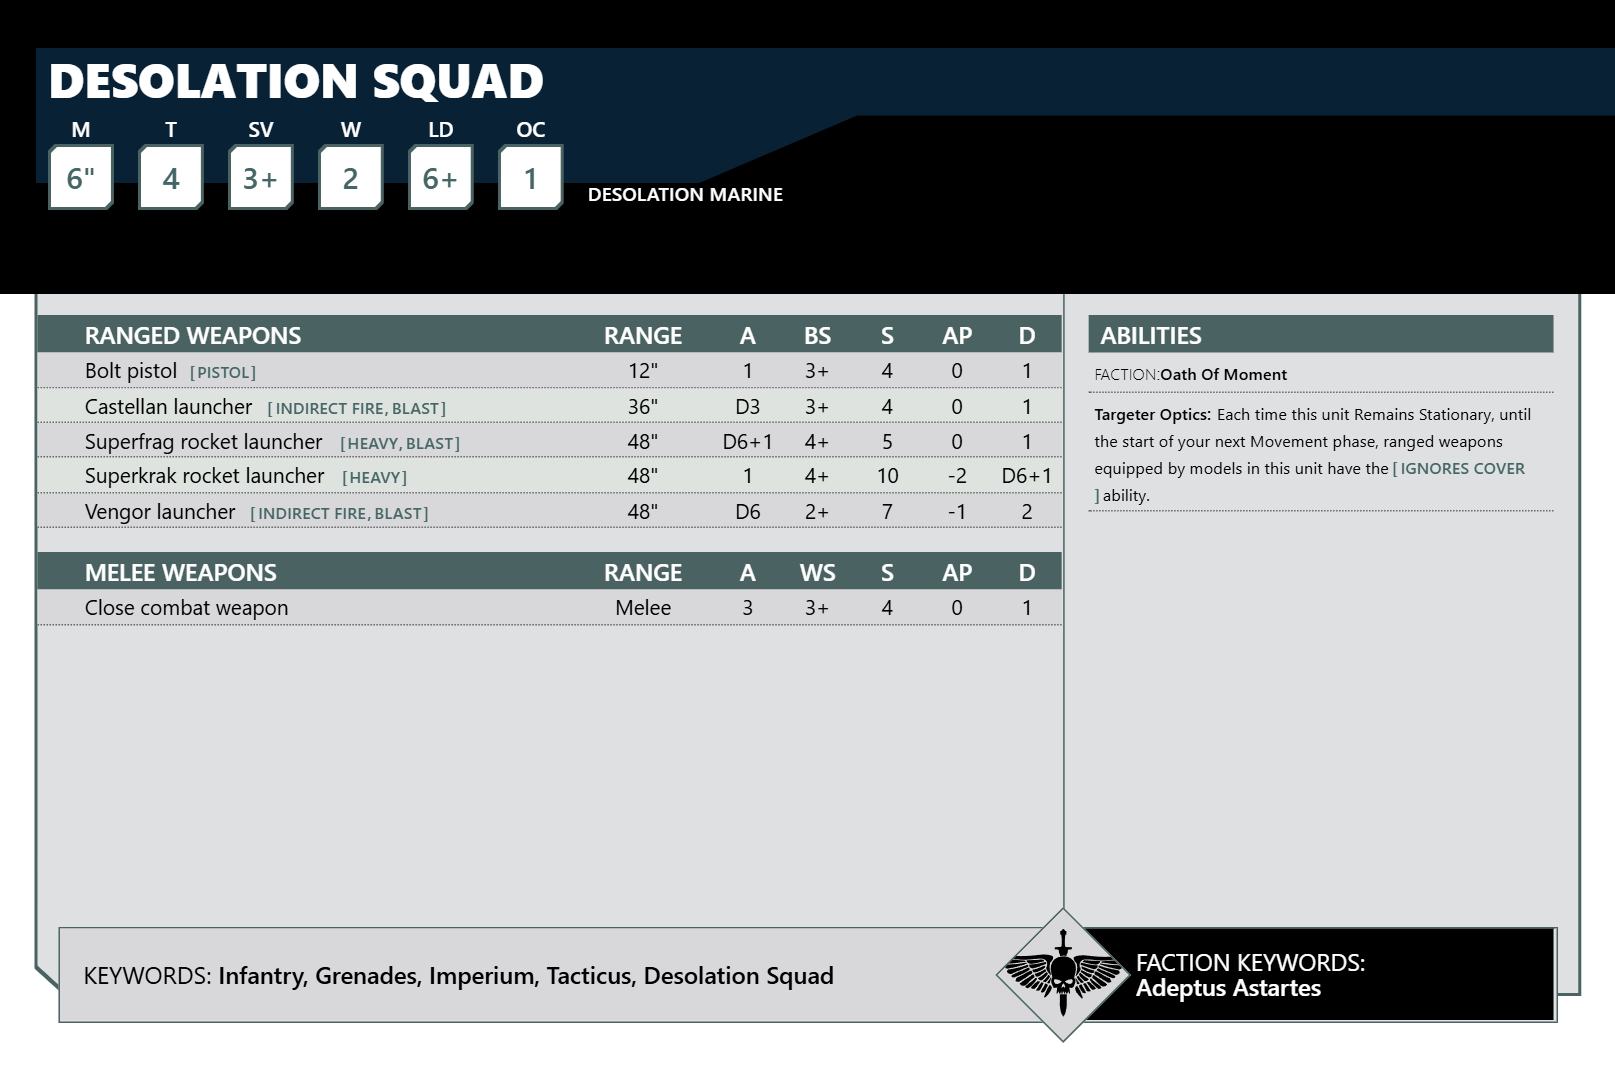 DESOLATION SQUAD
M T SV W LD OC
6" 4 3+ 2 6+ 1 DESOLATION MARINE
RANGED WEAPONS RANGE A BS S AP D
Bolt pistol [PISTOL] 12" 1 3+ 4 0 1
Castellan launcher [INDIRECT FIRE, BLAST] 36" D3 3+ 4 0 1
Superfrag rocket launcher [HEAVY, BLAST] 48" D6+1 4+ 5 0 1
Superkrak rocket launcher [HEAVY] 48" 1 4+ 10 -2 D6+1
Vengor launcher [INDIRECT FIRE, BLAST] 48" D6 2+ 7 -1 2
MELEE WEAPONS RANGE A WS S AP D
Close combat weapon Melee 3 3+ 4 0 1
ABILITIES
FACTION:Oath Of Moment
Targeter Optics: Each time this unit Remains Stationary, until
the start of your next Movement phase, ranged weapons
equipped by models in this unit have the [ IGNORES COVER
] ability.
KEYWORDS: Infantry, Grenades, Imperium, Tacticus, Desolation Squad
FACTION KEYWORDS:
Adeptus Astartes